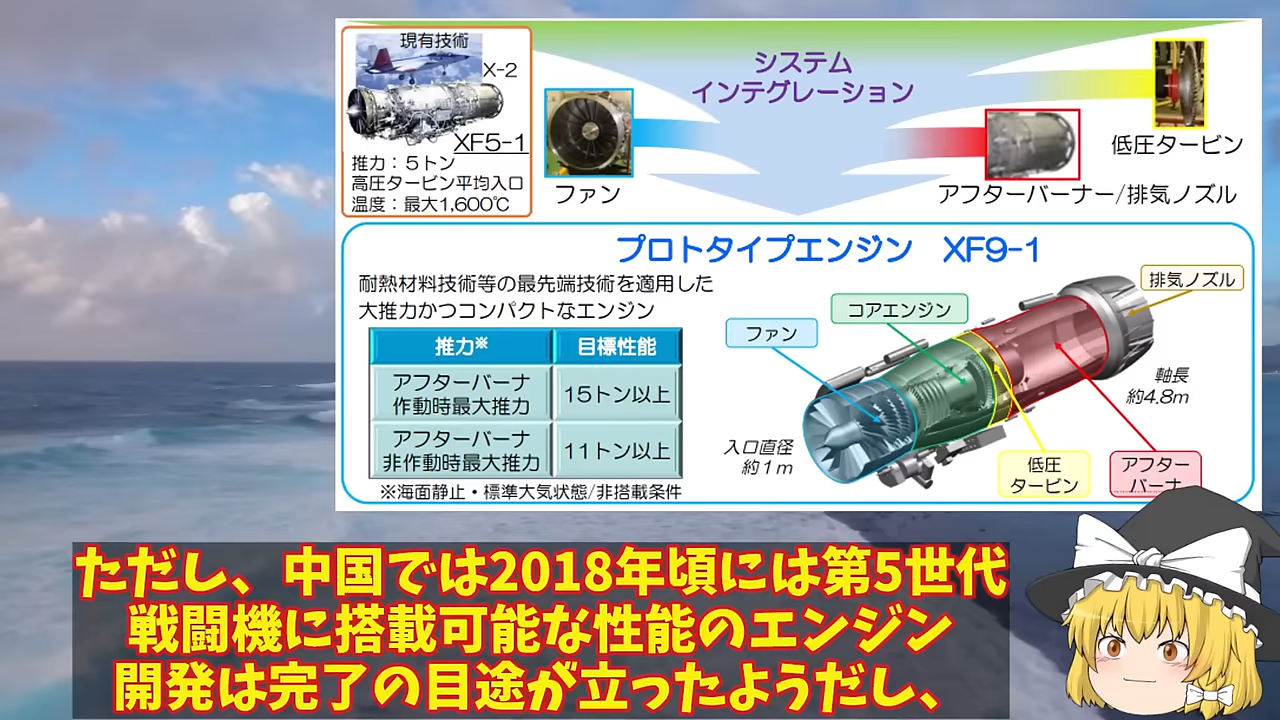 現有技術
X-2
XF5-1
推力：５トン
高圧タービン平均入口
温度：最大1,600℃
ファン
システム
インテグレーション
低圧タービン
アフターバーナー/排気ノズル
プロトタイプエンジン　XF9-1
耐熱材料技術等の最先端技術を適用した
大推力かつコンパクトなエンジン
推力※
目標性能
アフターバーナ
作動時最大推力
15トン以上
アフターバーナ
非作動時最大推力
11トン以上
※海面静止・標準大気状態/非搭載条件
ファン
コアエンジン
排気ノズル
軸長
約4.8m
入口直径
約１ｍ
低圧
タービン
アフター
バーナ
ただし、中国では2018年頃には第5世代
戦闘機に搭載可能な性能のエンジン
開発は完了の目途が立ったようだし、